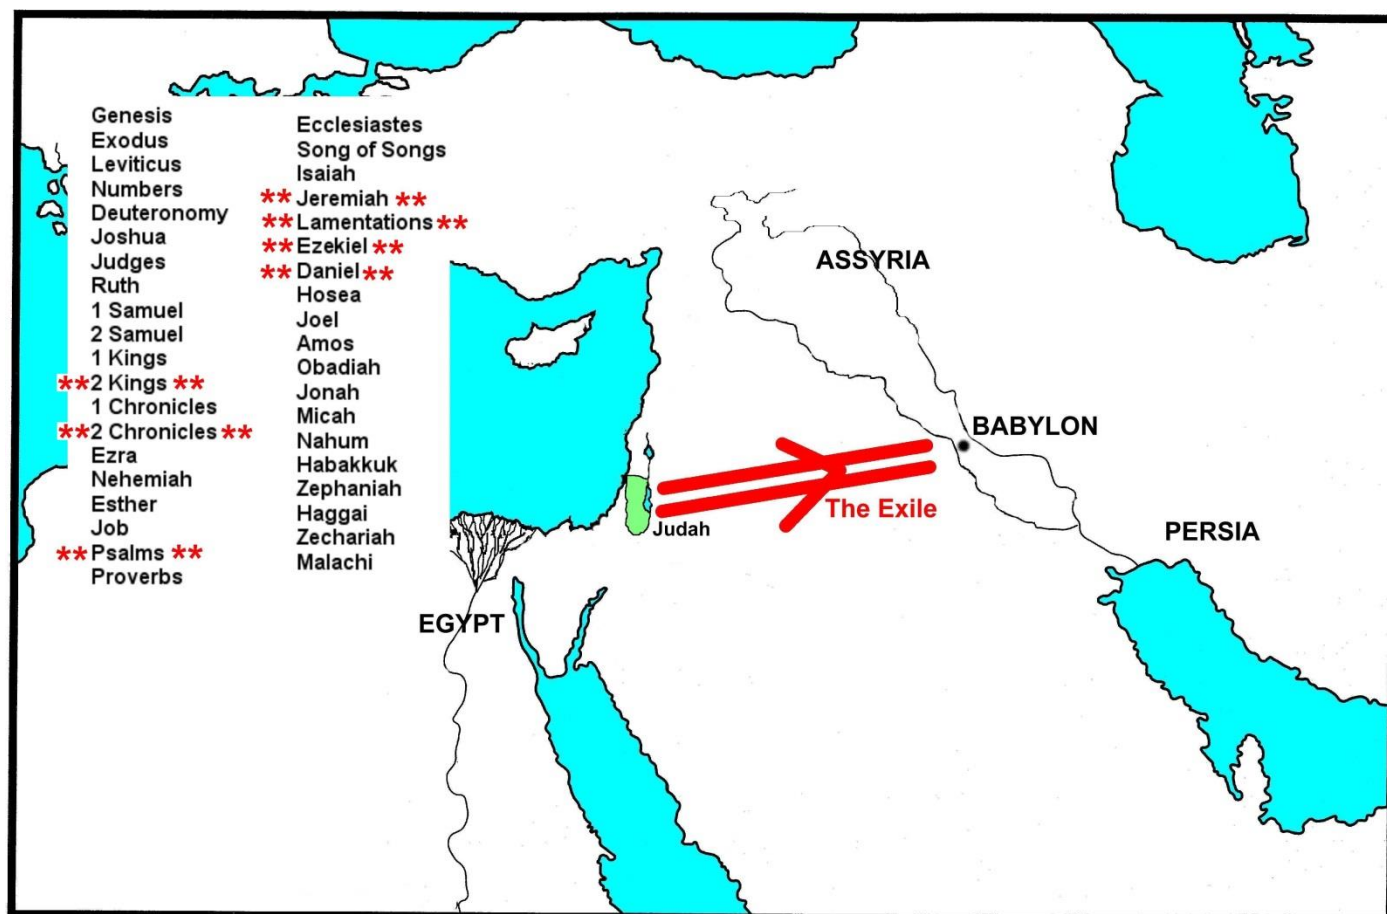 Genesis
Exodus
Leviticus
Numbers
Deuteronomy
Joshua
Judges
Ruth
1 Samuel
2 Samuel
1 Kings
**2 Kings **
1 Chronicles
**2 Chronicles **
Ezra
Nehemiah
Esther
Job
** Psalms **
Proverbs
Ecclesiastes
Song of Songs
Isaiah
** Jeremiah **
** Lamentations **
** Ezekiel **
** Daniel **
Hosea
Joel
Amos
Obadiah
Jonah
Micah
Nahum
Habakkuk
Zephaniah
Haggai
Zechariah
Malachi
ASSYRIA
BABYLON
The Exile
Judah
PERSIA
EGYPT